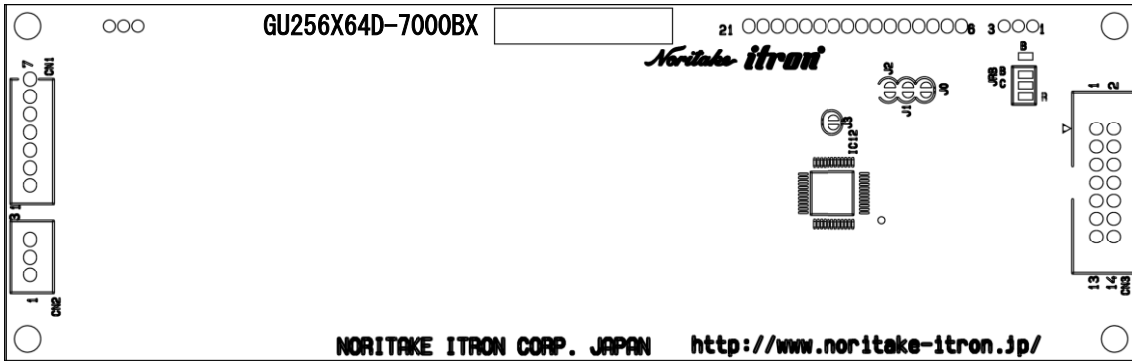 GU256X64D-7000BX
21 6 3 1
Noritake itron
7 CN1
1
3
1 CN2
J2
J1
J0
J3
IC12
B
JRB
B
C
R
1 2
13 14 CN3
NORITAKE ITRON CORP. JAPAN http://www.noritake-itron.jp/